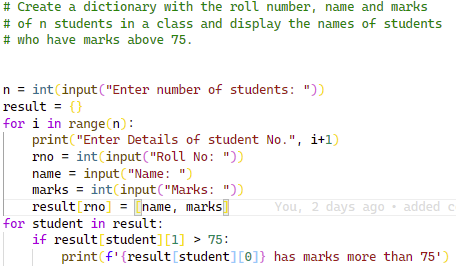 # Create a dictionary with the roll number, name and marks
# of n students in a class and display the names of students
# who have marks above 75.
n = int(input("Enter number of students: "))
result = {}
for i in range(n):
    print("Enter Details of student No.", i+1)
    rno = int(input("Roll No: "))
    name = input("Name: ")
    marks = int(input("Marks: "))
    result[rno] = [name, marks]    You, 2 days ago • added c
for student in result:
    if result[student][1] > 75:
        print(f'{result[student][0]} has marks more than 75')